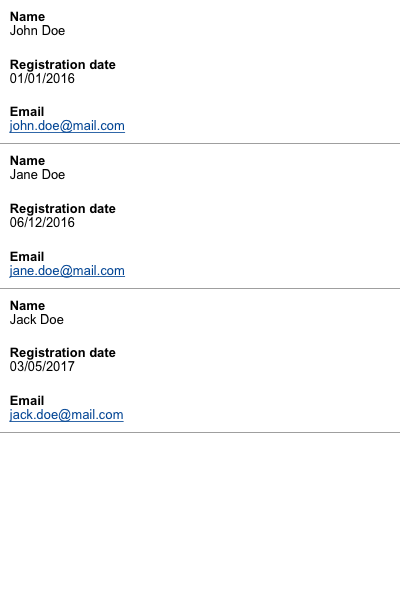 Name
John Doe
Registration date
01/01/2016
Email
john.doe@mail.com
Name
Jane Doe
Registration date
06/12/2016
Email
jane.doe@mail.com
Name
Jack Doe
Registration date
03/05/2017
Email
jack.doe@mail.com